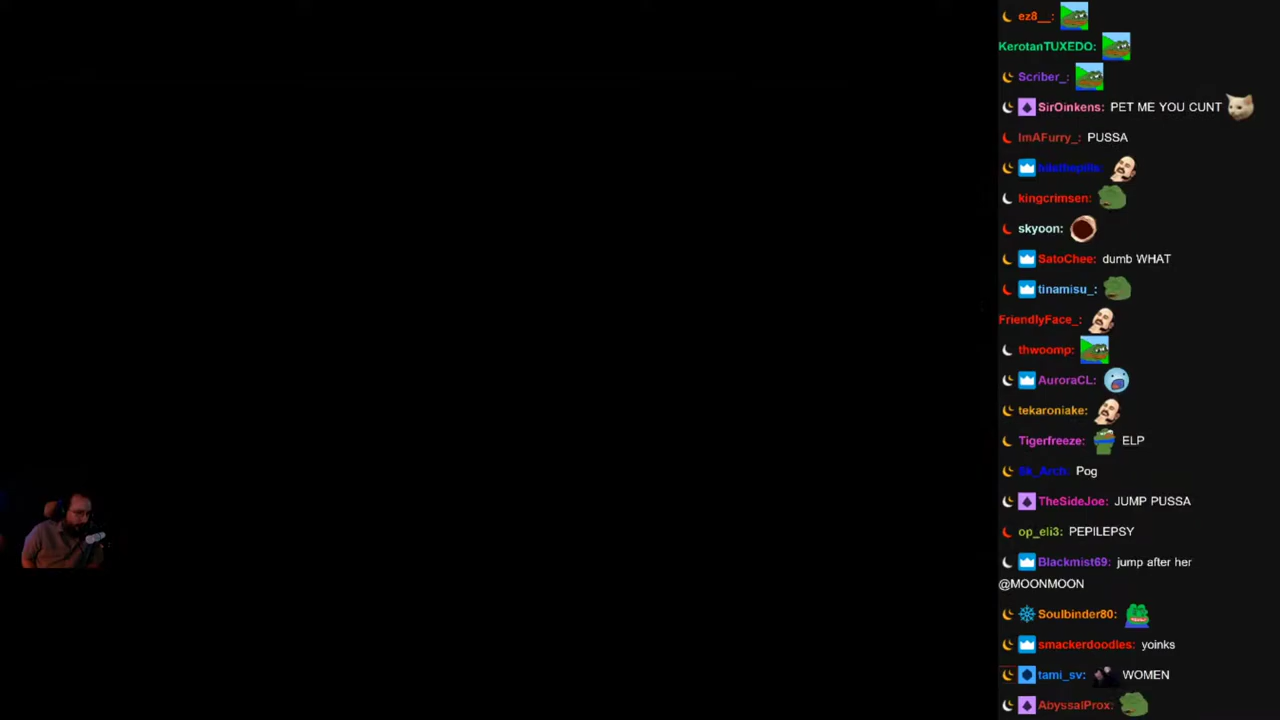 ez8__:
KerotanTUXEDO:
Scriber_:
SirOinkens: PET ME YOU CUNT
ImAFurry_: PUSSA
kingcrimsen:
skyoon:
SatoChee: dumb WHAT
tinamisu_:
FriendlyFace_:
thwoomp:
AuroraCL:
tekaroniake:
Tigerfreeze: ELP
Sk_Arch: Pog
TheSideJoe: JUMP PUSSA
op_eli3: PEPILEPSY
Blackmist69: jump after her
@MOONMOON
Soulbinder80:
smackerdoodles: yoinks
tami_sv: WOMEN
AbyssalProx: